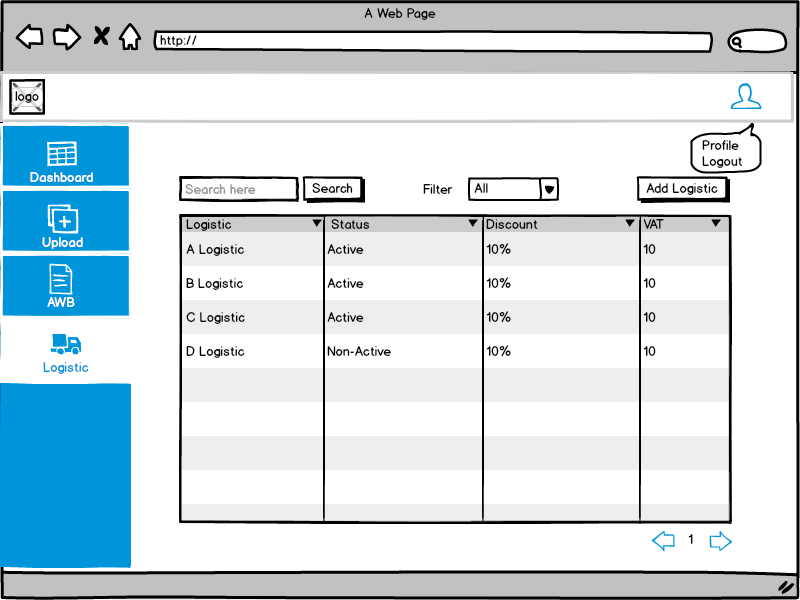 A Web Page
http://
logo
Profile
Logout
Dashboard
Upload
AWB
Logistic
Search here
Search
Filter
All
Add Logistic
Logistic Status Discount VAT
A Logistic Active 10% 10
B Logistic Active 10% 10
C Logistic Active 10% 10
D Logistic Non-Active 10% 10
1